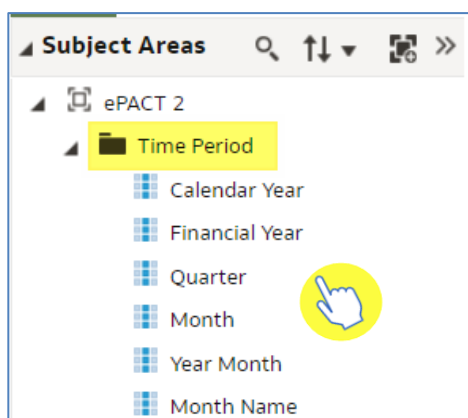 Subject Areas
ePACT 2
Time Period
Calendar Year
Financial Year
Quarter
Month
Year Month
Month Name